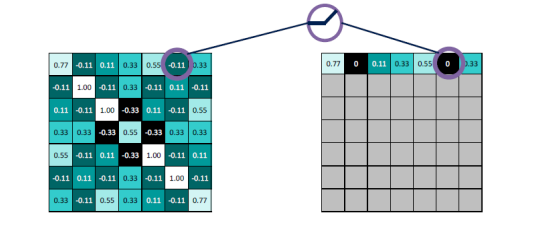 0.77 -0.11 0.11 0.33 0.55 -0.11 0.33
-0.11 1.00 -0.11 0.33 -0.11 0.11 -0.11
0.11 -0.11 1.00 -0.33 0.11 -0.11 0.55
0.33 0.33 -0.33 0.55 -0.33 0.33 0.33
0.55 -0.11 0.11 -0.33 1.00 -0.11 0.11
-0.11 0.11 -0.11 0.33 -0.11 1.00 -0.11
0.33 -0.11 0.55 0.33 0.11 -0.11 0.77
0.77 0 0.11 0.33 0.55 0 0.33